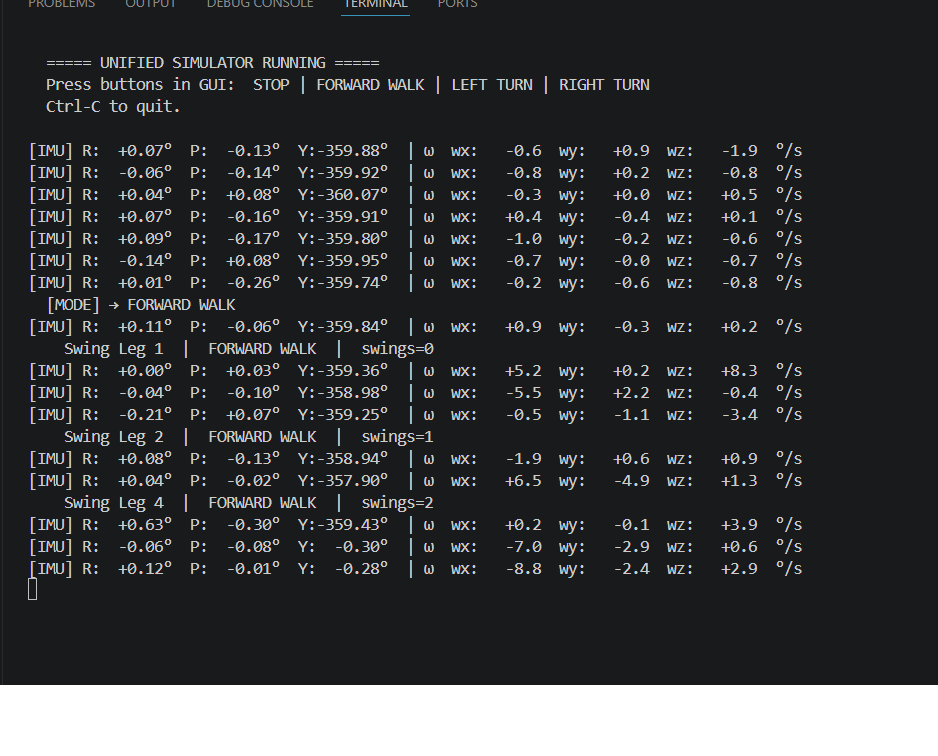 PROBLEMS OUTPUT DEBUG CONSOLE TERMINAL PORTS
===== UNIFIED SIMULATOR RUNNING =====
Press buttons in GUI:  STOP | FORWARD WALK | LEFT TURN | RIGHT TURN
Ctrl-C to quit.
[IMU] R:  +0.07°  P:  -0.13°  Y:-359.88°  | ω  wx:   -0.6  wy:   +0.9  wz:   -1.9  °/s
[IMU] R:  -0.06°  P:  -0.14°  Y:-359.92°  | ω  wx:   -0.8  wy:   +0.2  wz:   -0.8  °/s
[IMU] R:  +0.04°  P:  +0.08°  Y:-360.07°  | ω  wx:   -0.3  wy:   +0.0  wz:   +0.5  °/s
[IMU] R:  +0.07°  P:  -0.16°  Y:-359.91°  | ω  wx:   +0.4  wy:   -0.4  wz:   +0.1  °/s
[IMU] R:  +0.09°  P:  -0.17°  Y:-359.80°  | ω  wx:   -1.0  wy:   -0.2  wz:   -0.6  °/s
[IMU] R:  -0.14°  P:  +0.08°  Y:-359.95°  | ω  wx:   -0.7  wy:   -0.0  wz:   -0.7  °/s
[IMU] R:  +0.01°  P:  -0.26°  Y:-359.74°  | ω  wx:   -0.2  wy:   -0.6  wz:   -0.8  °/s
[MODE] → FORWARD WALK
[IMU] R:  +0.11°  P:  -0.06°  Y:-359.84°  | ω  wx:   +0.9  wy:   -0.3  wz:   +0.2  °/s
Swing Leg 1  |  FORWARD WALK  |  swings=0
[IMU] R:  +0.00°  P:  +0.03°  Y:-359.36°  | ω  wx:   +5.2  wy:   +0.2  wz:   +8.3  °/s
[IMU] R:  -0.04°  P:  -0.10°  Y:-358.98°  | ω  wx:   -5.5  wy:   +2.2  wz:   -0.4  °/s
[IMU] R:  -0.21°  P:  +0.07°  Y:-359.25°  | ω  wx:   -0.5  wy:   -1.1  wz:   -3.4  °/s
Swing Leg 2  |  FORWARD WALK  |  swings=1
[IMU] R:  +0.08°  P:  -0.13°  Y:-358.94°  | ω  wx:   -1.9  wy:   +0.6  wz:   +0.9  °/s
[IMU] R:  +0.04°  P:  -0.02°  Y:-357.90°  | ω  wx:   +6.5  wy:   -4.9  wz:   +1.3  °/s
Swing Leg 4  |  FORWARD WALK  |  swings=2
[IMU] R:  +0.63°  P:  -0.30°  Y:-359.43°  | ω  wx:   +0.2  wy:   -0.1  wz:   +3.9  °/s
[IMU] R:  -0.06°  P:  -0.08°  Y:  -0.30°  | ω  wx:   -7.0  wy:   -2.9  wz:   +0.6  °/s
[IMU] R:  +0.12°  P:  -0.01°  Y:  -0.28°  | ω  wx:   -8.8  wy:   -2.4  wz:   +2.9  °/s